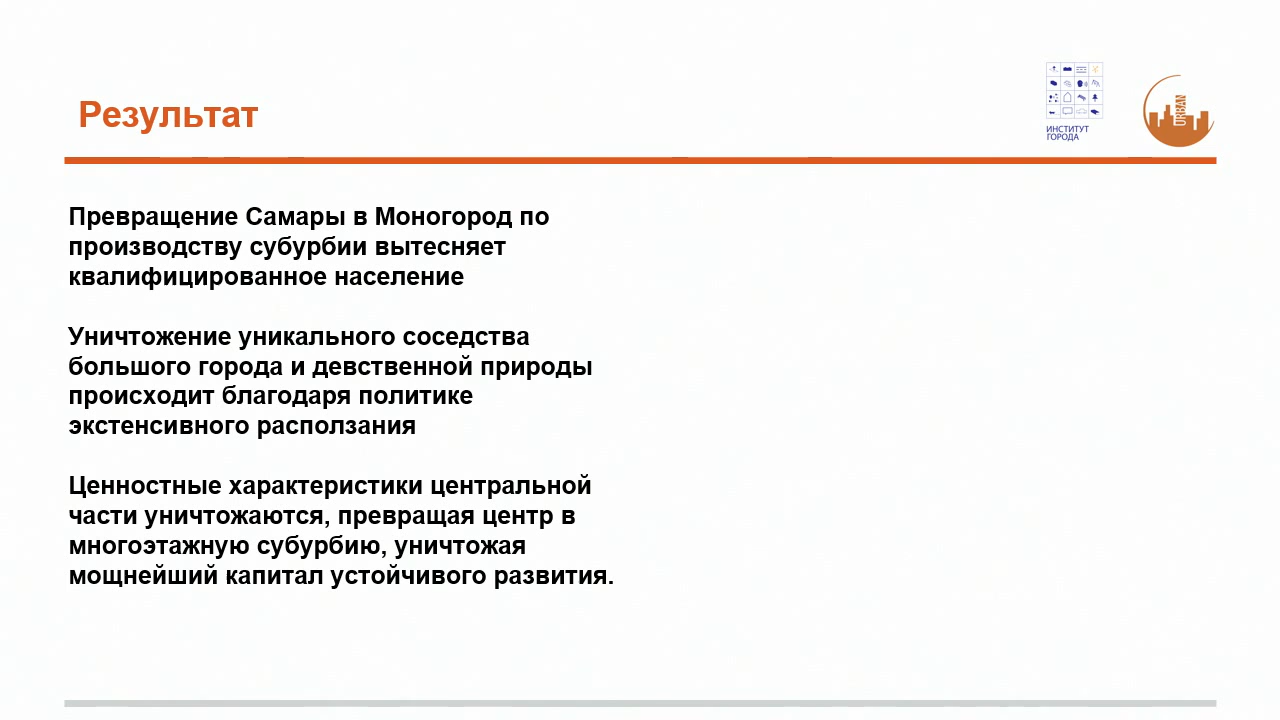 Результат
ИНСТИТУТ
ГОРОДА
URBAN
Превращение Самары в Моногород по
производству субурбии вытесняет
квалифицированное население
Уничтожение уникального соседства
большого города и девственной природы
происходит благодаря политике
экстенсивного расползания
Ценностные характеристики центральной
части уничтожаются, превращая центр в
многоэтажную субурбию, уничтожая
мощнейший капитал устойчивого развития.